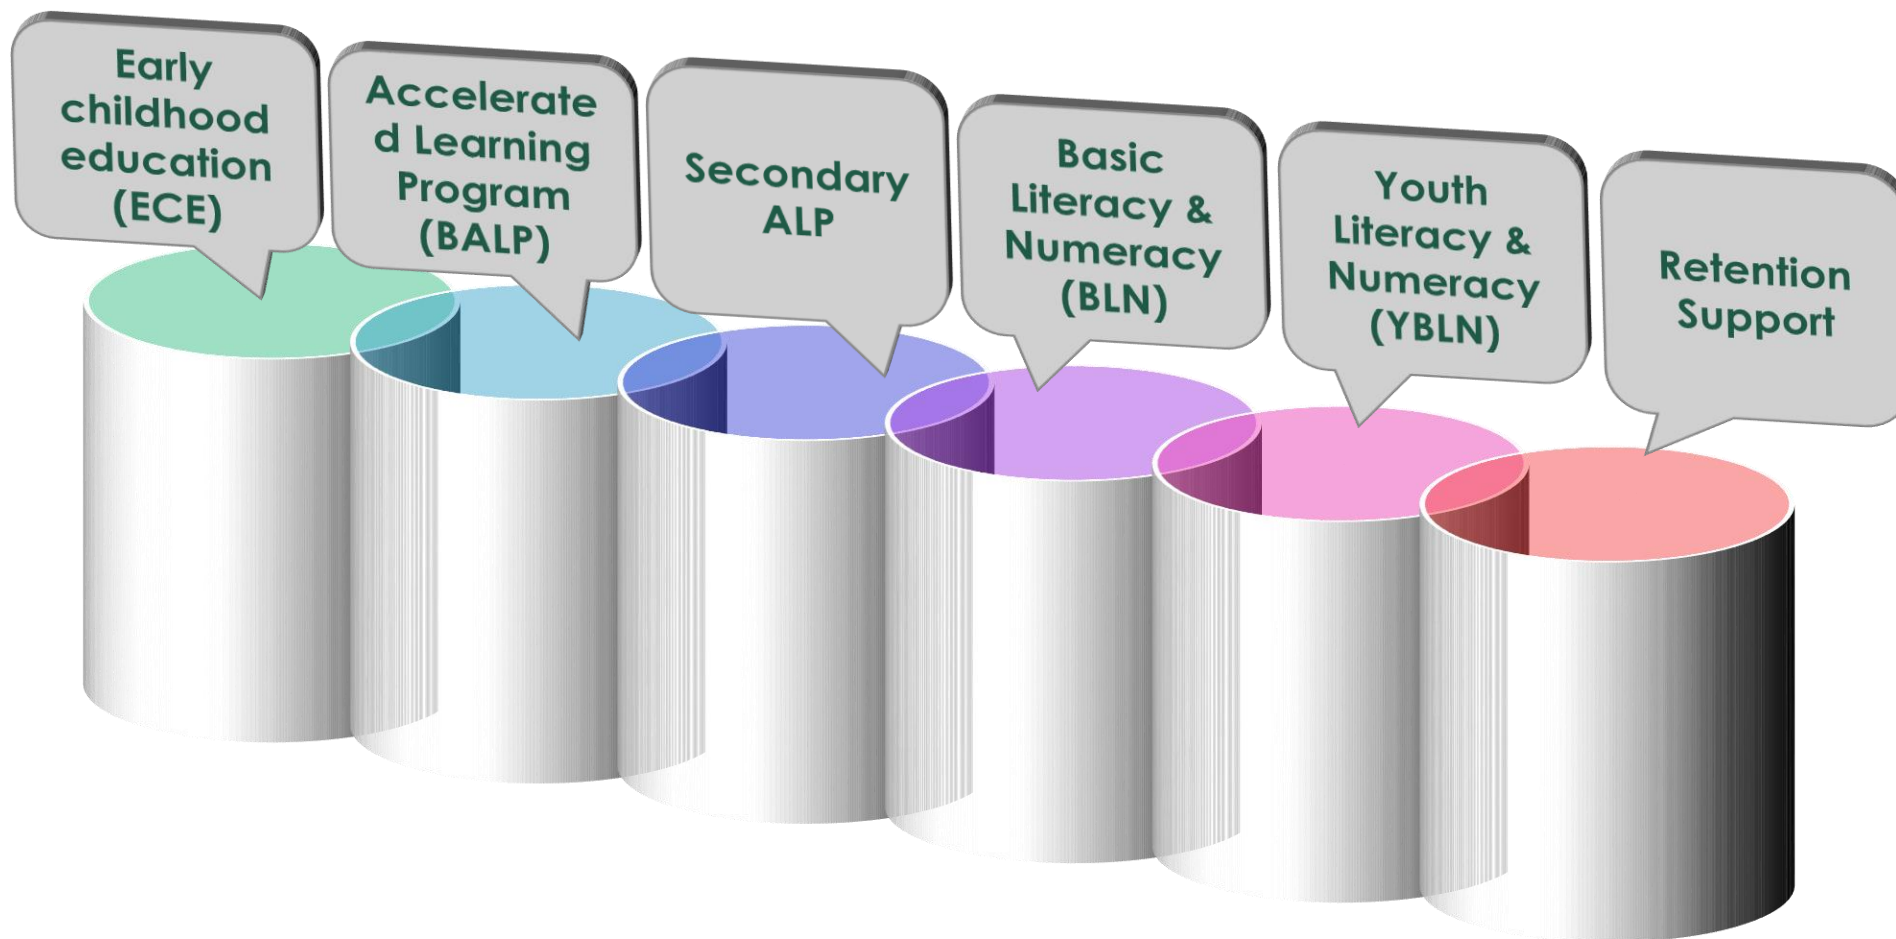 Early
childhood
education
(ECE)
Accelerate
d Learning
Program
(BALP)
Secondary
ALP
Basic
Literacy &
Numeracy
(BLN)
Youth
Literacy &
Numeracy
(YBLN)
Retention
Support